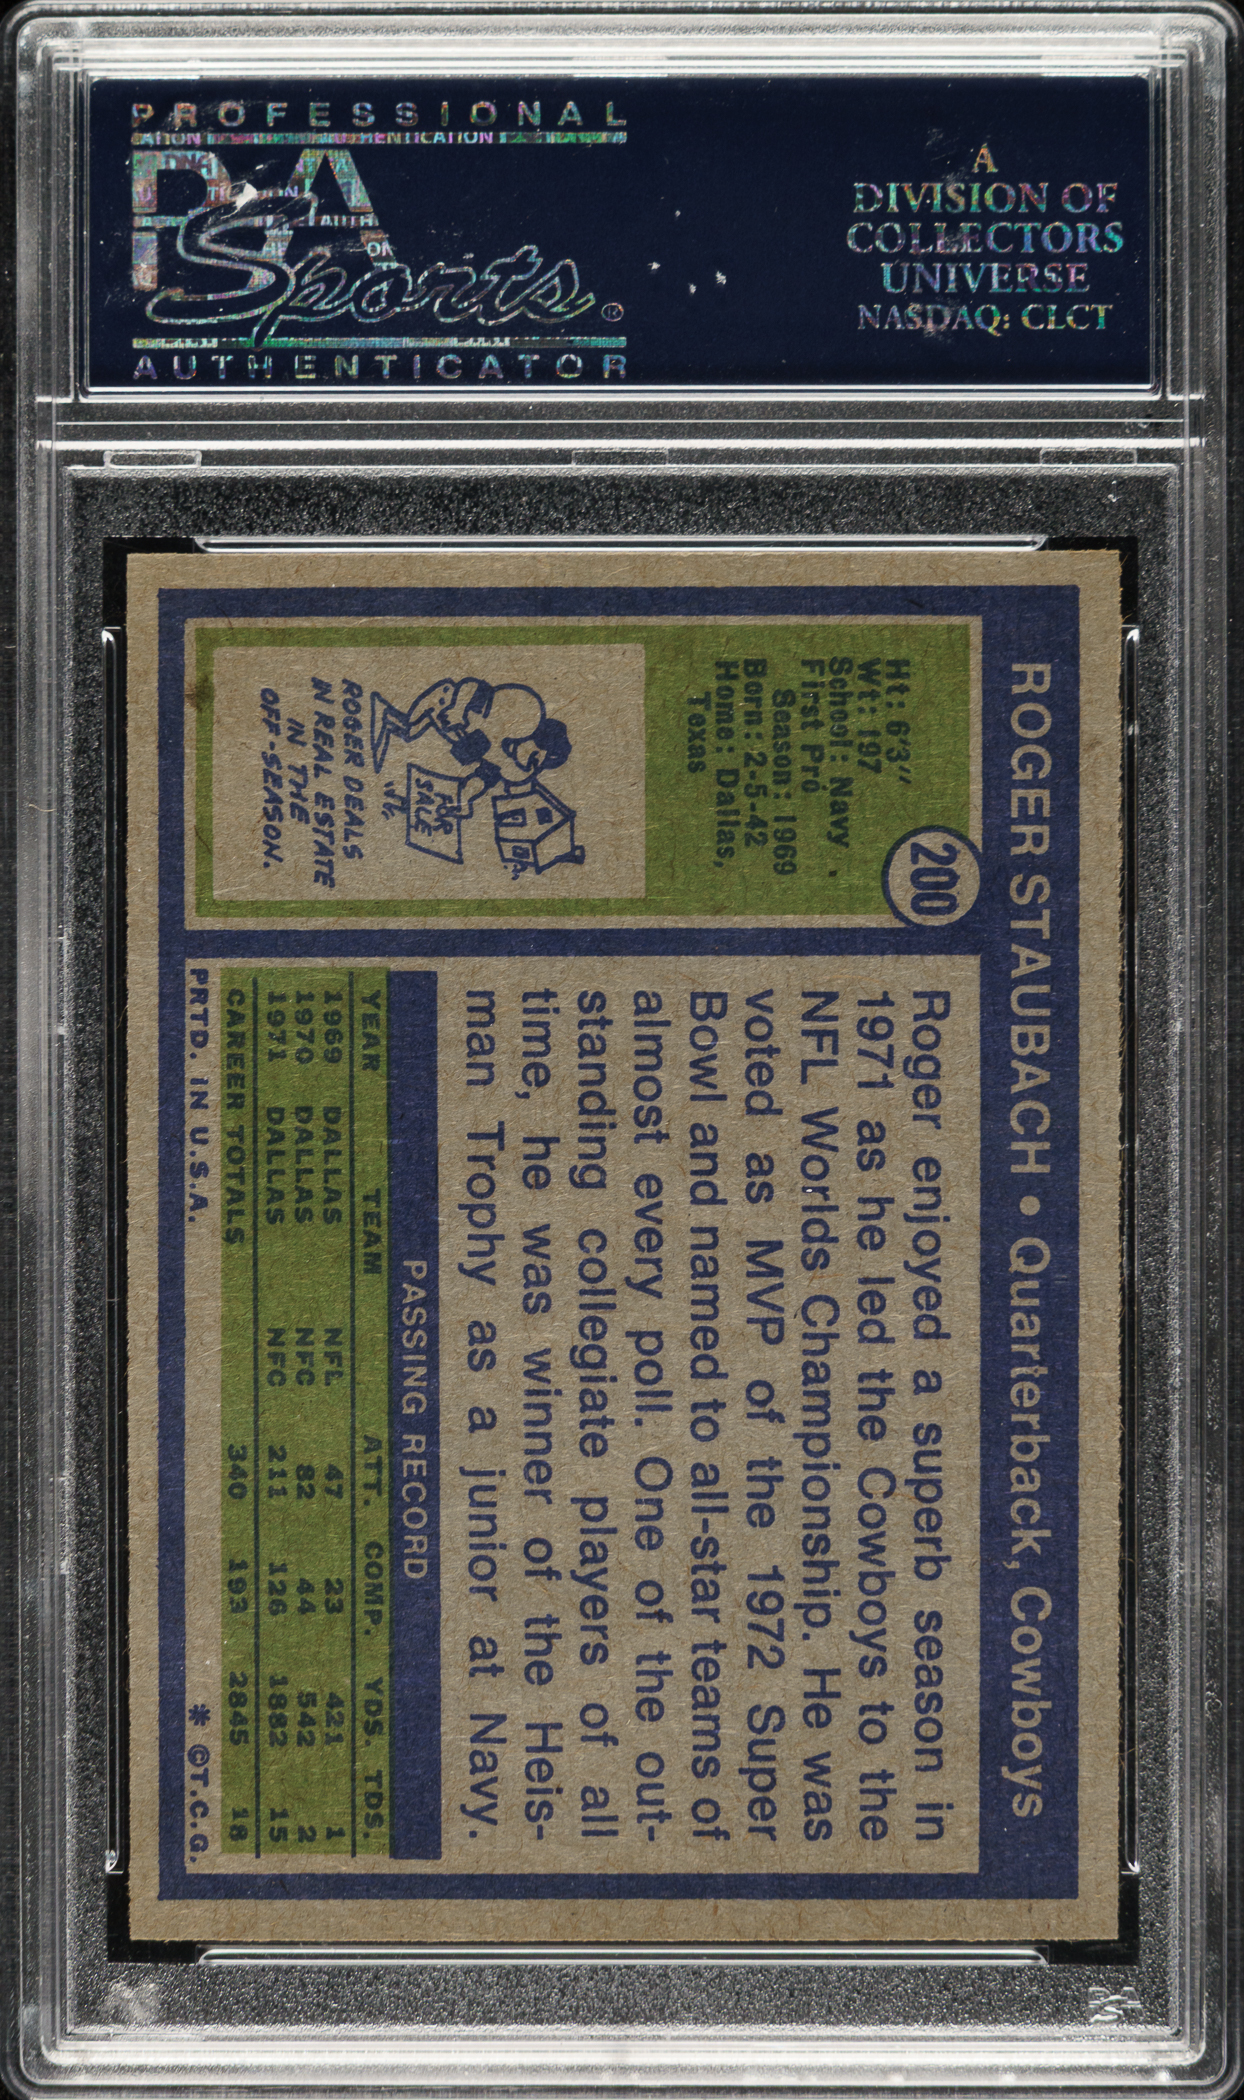 PROFESSIONAL
PSA
Sports®
AUTHENTICATOR
A
DIVISION OF
COLLECTORS
UNIVERSE
NASDAQ: CLCT
ROGER STAUBACH • Quarterback, Cowboys
200
Ht: 6'3"
Wt: 197
School: Navy
First Pro
Season: 1969
Born: 2-5-42
Home: Dallas,
Texas
FOR
SALE
ROGER DEALS
IN REAL ESTATE
IN THE
OFF-SEASON.
Roger enjoyed a superb season in
1971 as he led the Cowboys to the
NFL Worlds Championship. He was
voted as MVP of the 1972 Super
Bowl and named to all-star teams of
almost every poll. One of the out-
standing collegiate players of all
time, he was winner of the Heis-
man Trophy as a junior at Navy.
PASSING RECORD
YEAR TEAM ATT. COMP. YDS. TDS.
1969 DALLAS NFL 47 23 421 1
1970 DALLAS NFC 82 44 542 2
1971 DALLAS NFC 211 126 1882 15
CAREER TOTALS 340 193 2845 18
PRTD. IN U.S.A. * ©T.C.G.